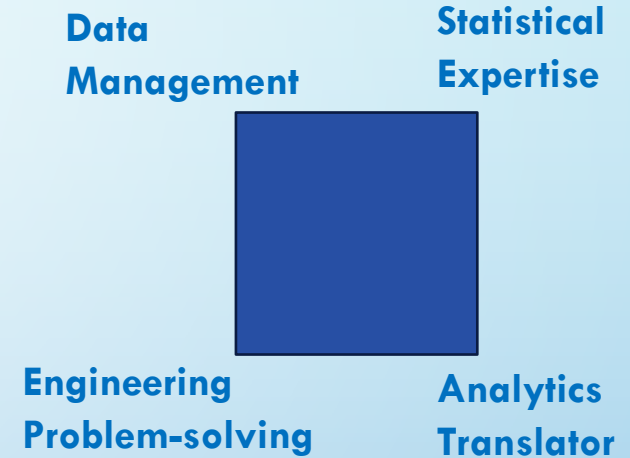 Data
Management
Statistical
Expertise
Engineering
Problem-solving
Analytics
Translator